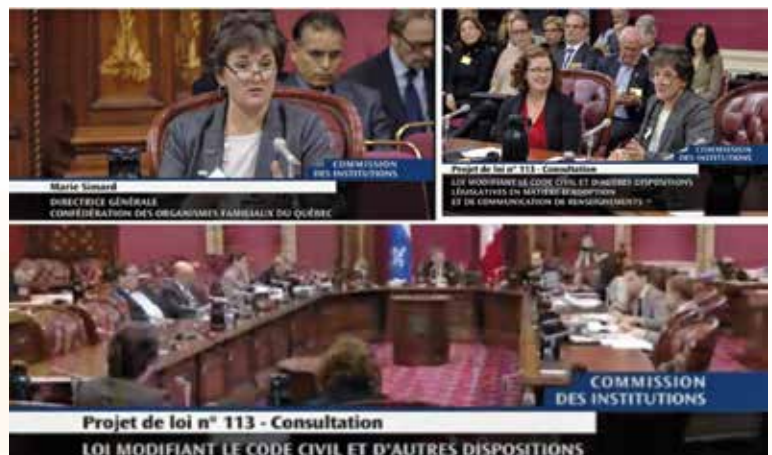 COMMISSION
DES INSTITUTIONS
Marie Simard
DIRECTRICE GÉNÉRALE
CONFÉDÉRATION DES ORGANISMES FAMILIAUX DU QUÉBEC
COMMISSION
DES INSTITUTIONS
Projet de loi n° 113 - Consultation
LOI MODIFIANT LE CODE CIVIL ET D'AUTRES DISPOSITIONS
LÉGISLATIVES EN MATIÈRE D'ADOPTION
ET DE COMMUNICATION DE RENSEIGNEMENTS
COMMISSION
DES INSTITUTIONS
Projet de loi n° 113 - Consultation
LOI MODIFIANT LE CODE CIVIL ET D'AUTRES DISPOSITIONS